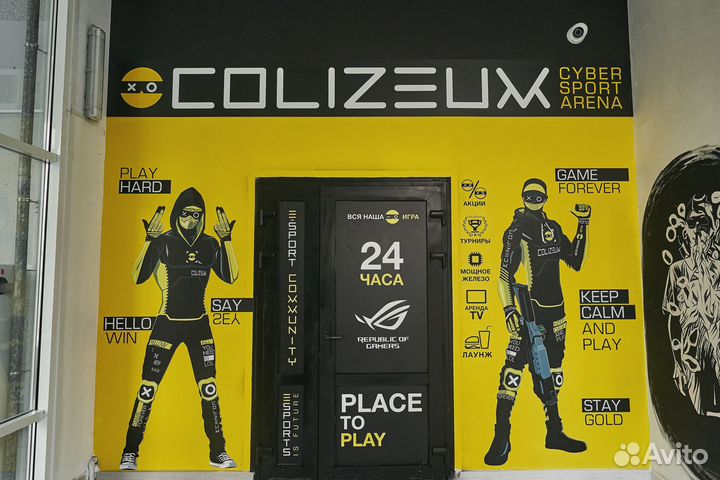 COLIZEUM
CYBER
SPORT
ARENA
PLAY
HARD
HELLO
WIN
SAY
YES
COLIZEUM
ESPORT COMMUNITY
ESPORTS
IS FUTURE
ВСЯ НАША ИГРА
24
ЧАСА
REPUBLIC OF
GAMERS
PLACE
TO
PLAY
%
АКЦИИ
ТУРНИРЫ
МОЩНОЕ
ЖЕЛЕЗО
АРЕНДА
TV
ЛАУНЖ
GAME
FOREVER
COLIZEUM
KEEP
CALM
AND
PLAY
STAY
GOLD
Avito